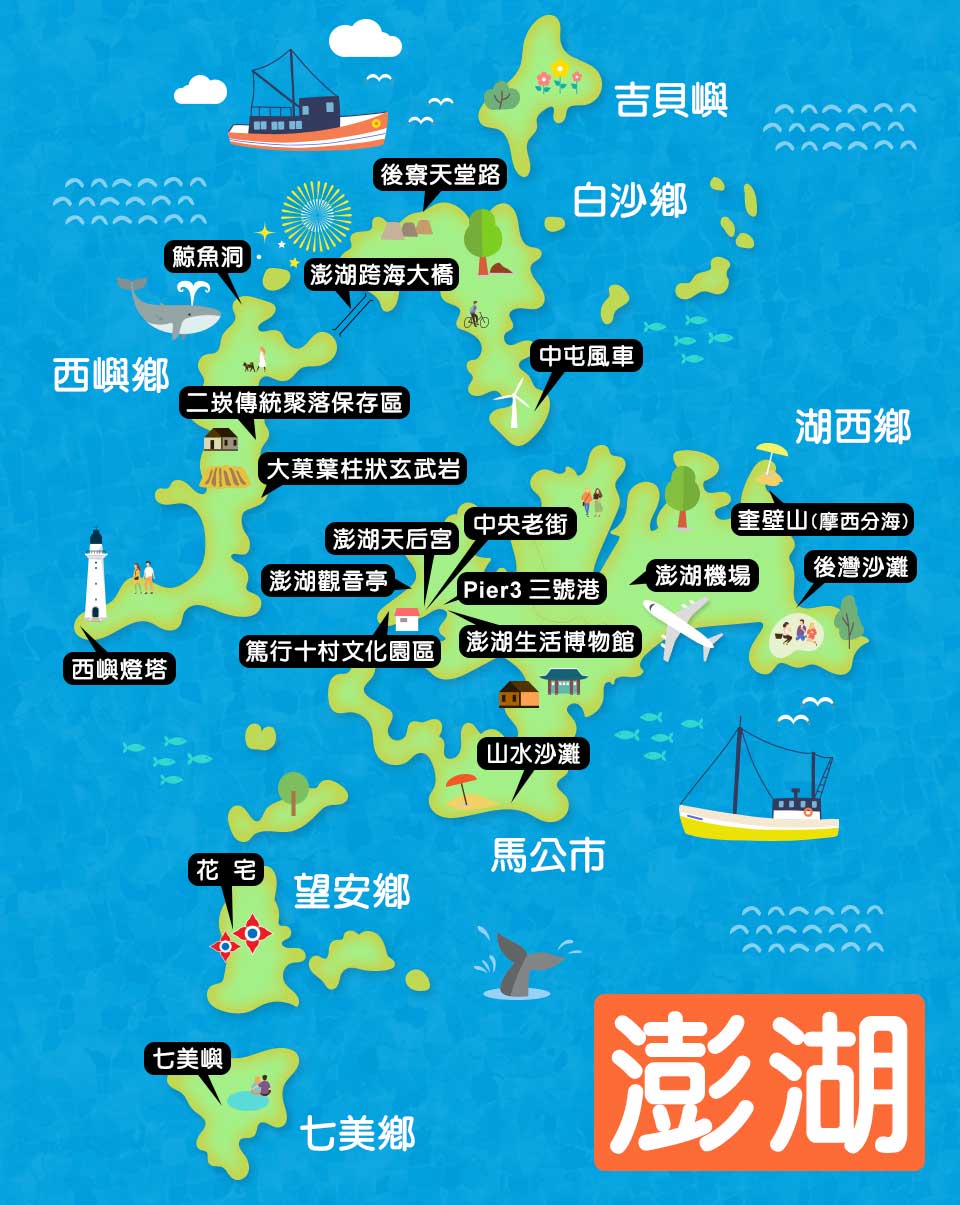 吉貝嶼
後寮天堂路
白沙鄉
鯨魚洞
澎湖跨海大橋
中屯風車
西嶼鄉
二崁傳統聚落保存區
湖西鄉
大菓葉柱狀玄武岩
中央老街
奎壁山(摩西分海)
澎湖天后宮
後灣沙灘
澎湖機場
澎湖觀音亭
Pier3 三號港
澎湖生活博物館
篤行十村文化園區
西嶼燈塔
山水沙灘
馬公市
花 宅
望安鄉
七美嶼
七美鄉
澎湖